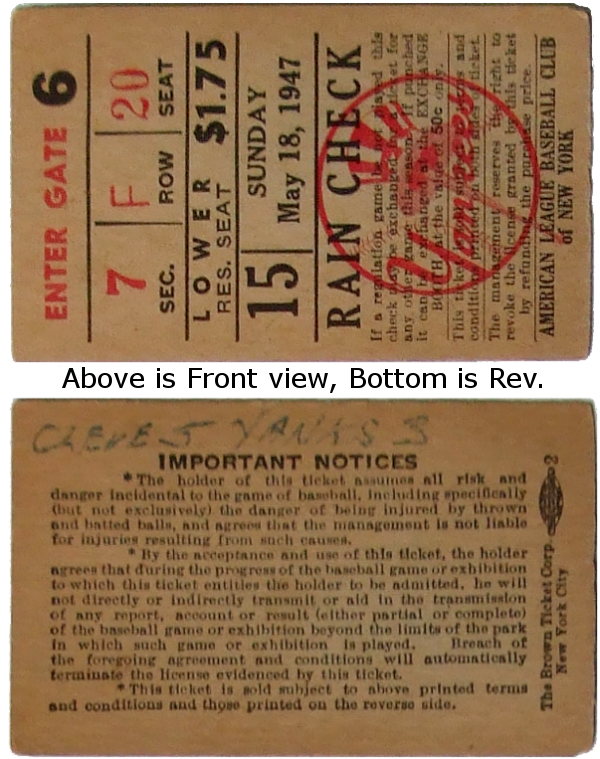 ENTER GATE 6
7 F 20
SEC. ROW SEAT
LOWER $1.75
RES. SEAT
15 SUNDAY
May 18, 1947
RAIN CHECK
The Yankees
If a regulation game be not played this
check may be exchanged for a ticket for
any other game this season; if punched
it can be exchanged at the EXCHANGE
BOOTH at the value of 50c only.
This ticket is sold subject to terms and
conditions printed on both sides of ticket.
The management reserves the right to
revoke the license granted by this ticket
by refunding the purchase price.
AMERICAN LEAGUE BASEBALL CLUB
of NEW YORK
Above is Front view, Bottom is Rev.
CLEVE 5 YANKS 3
IMPORTANT NOTICES
*The holder of this ticket assumes all risk and
danger incidental to the game of baseball, including specifically
(but not exclusively) the danger of being injured by thrown
and batted balls, and agrees that the management is not liable
for injuries resulting from such causes.
*By the acceptance and use of this ticket, the holder
agrees that during the progress of the baseball game or exhibition
to which this ticket entitles the holder to be admitted, he will
not directly or indirectly transmit or aid in the transmission
of any report, account or result (either partial or complete)
of the baseball game or exhibition beyond the limits of the park
in which such game or exhibition is played. Breach of
the foregoing agreement and conditions will automatically
terminate the license evidenced by this ticket.
*This ticket is sold subject to above printed terms
and conditions and those printed on the reverse side.
The Brown Ticket Corp. 2
New York City